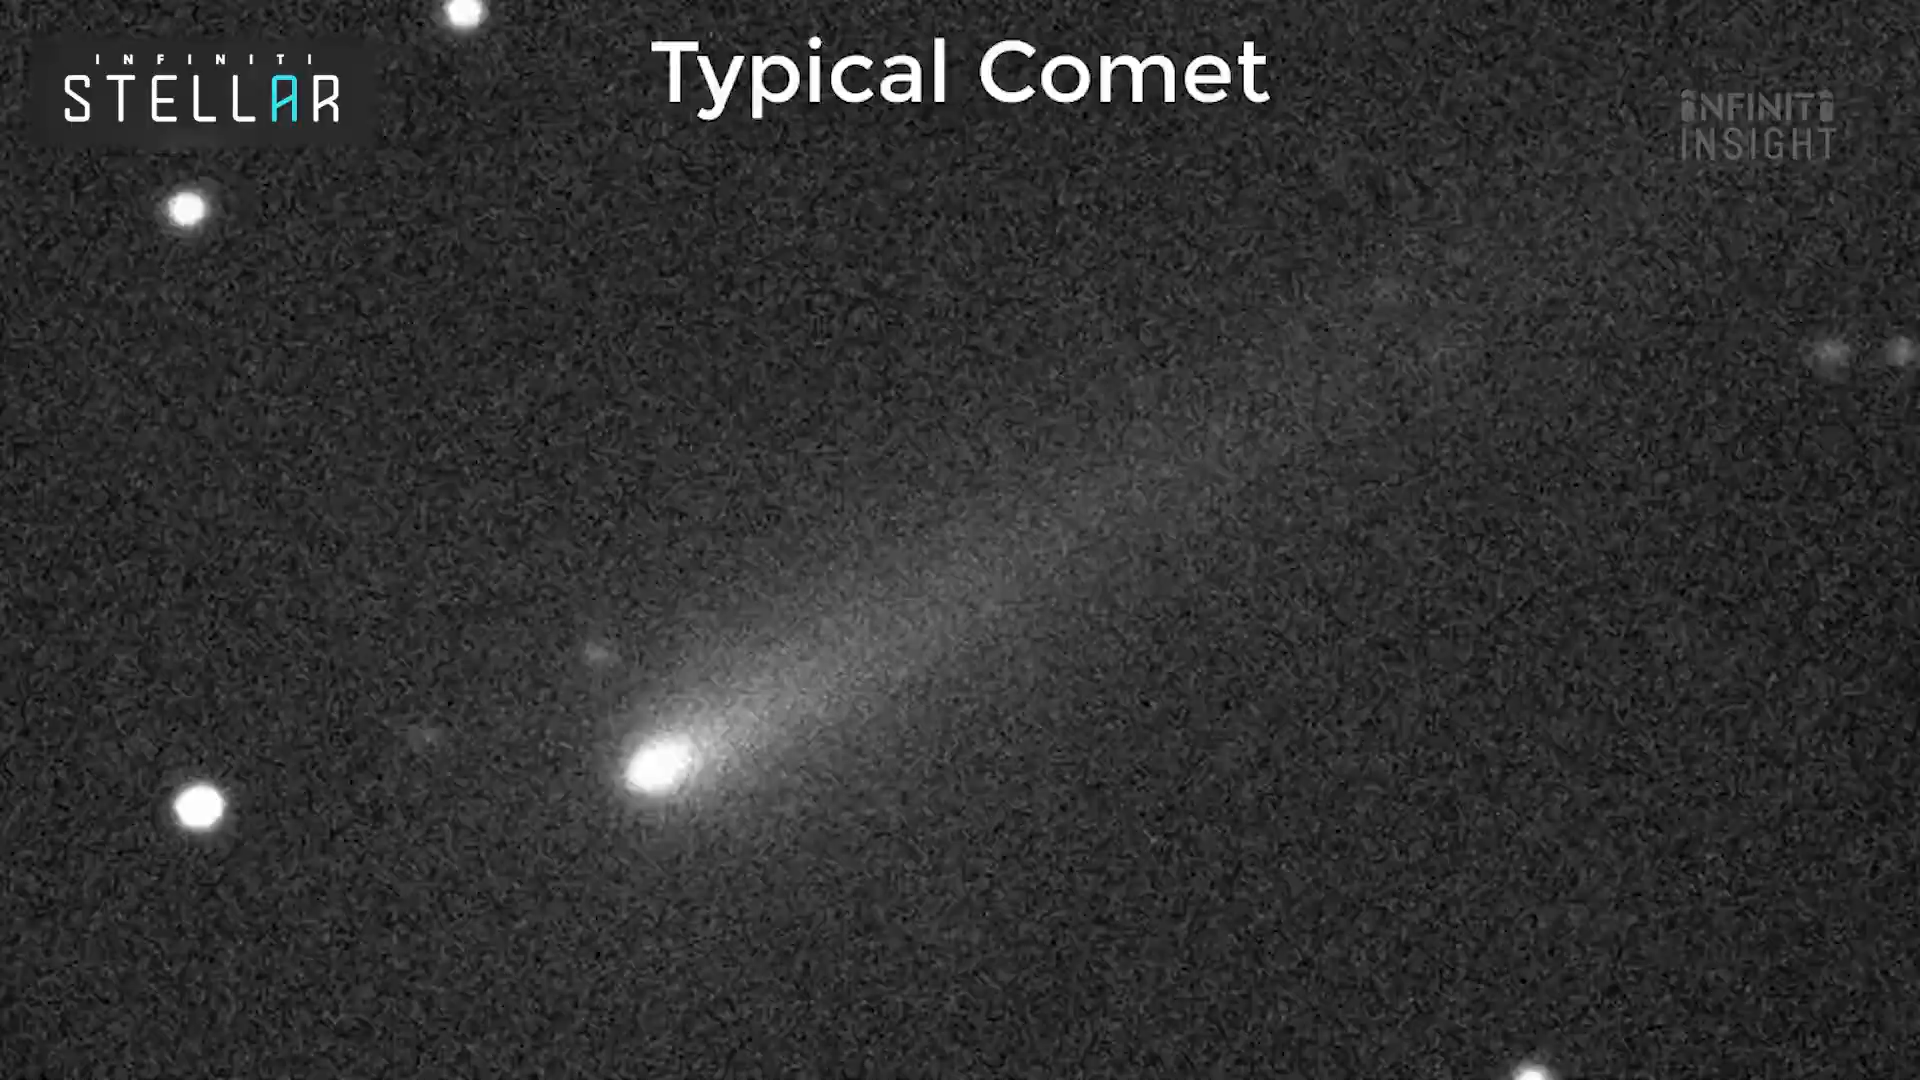 INFINITI
STELLAR
Typical Comet
INFINITI
INSIGHT